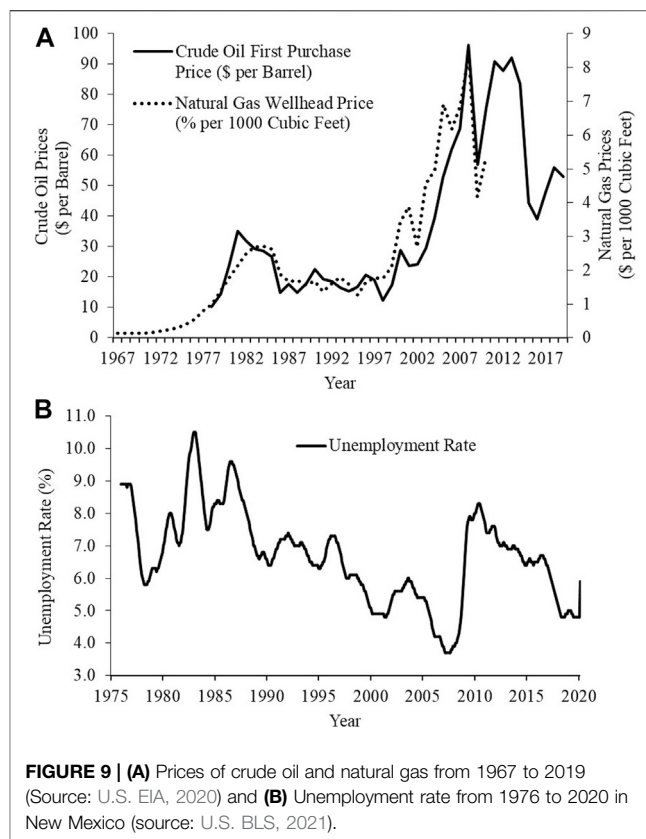 A
100
90
80
70
60
50
40
30
20
10
0
Crude Oil Prices
($ per Barrel)
Crude Oil First Purchase
Price ($ per Barrel)
Natural Gas Wellhead Price
(% per 1000 Cubic Feet)
9
8
7
6
5
4
3
2
1
0
Natural Gas Prices
($ per 1000 Cubic Feet)
1967 1972 1977 1982 1987 1992 1997 2002 2007 2012 2017
Year
B
11.0
10.0
9.0
8.0
7.0
6.0
5.0
4.0
3.0
Unemployment Rate (%)
Unemployment Rate
1975 1980 1985 1990 1995 2000 2005 2010 2015 2020
Year
FIGURE 9 | (A) Prices of crude oil and natural gas from 1967 to 2019
(Source: U.S. EIA, 2020) and (B) Unemployment rate from 1976 to 2020 in
New Mexico (source: U.S. BLS, 2021).